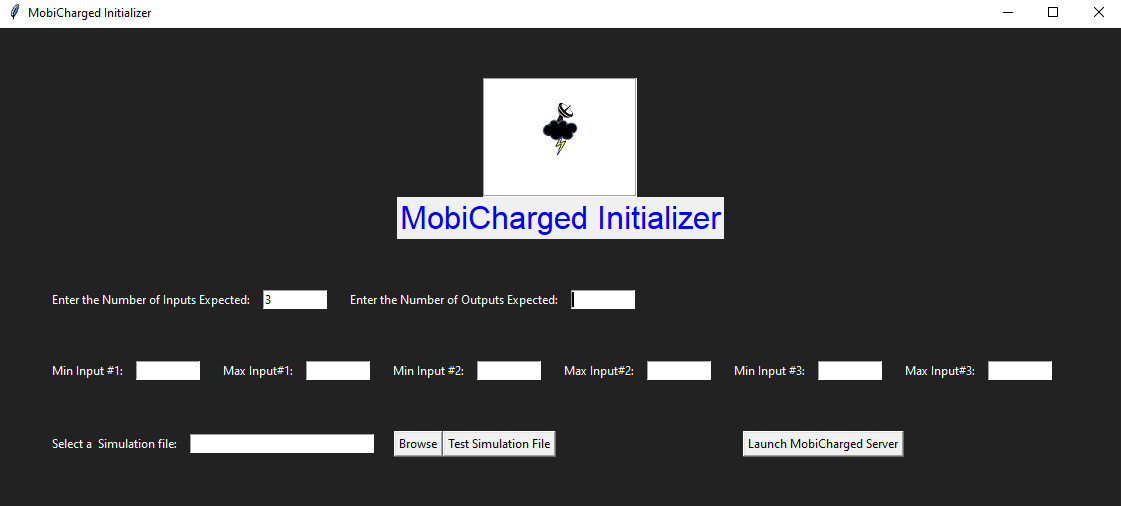 MobiCharged Initializer
MobiCharged Initializer
Enter the Number of Inputs Expected: 3 Enter the Number of Outputs Expected:
Min Input #1: Max Input#1: Min Input #2: Max Input#2: Min Input #3: Max Input#3:
Select a Simulation file: Browse Test Simulation File Launch MobiCharged Server